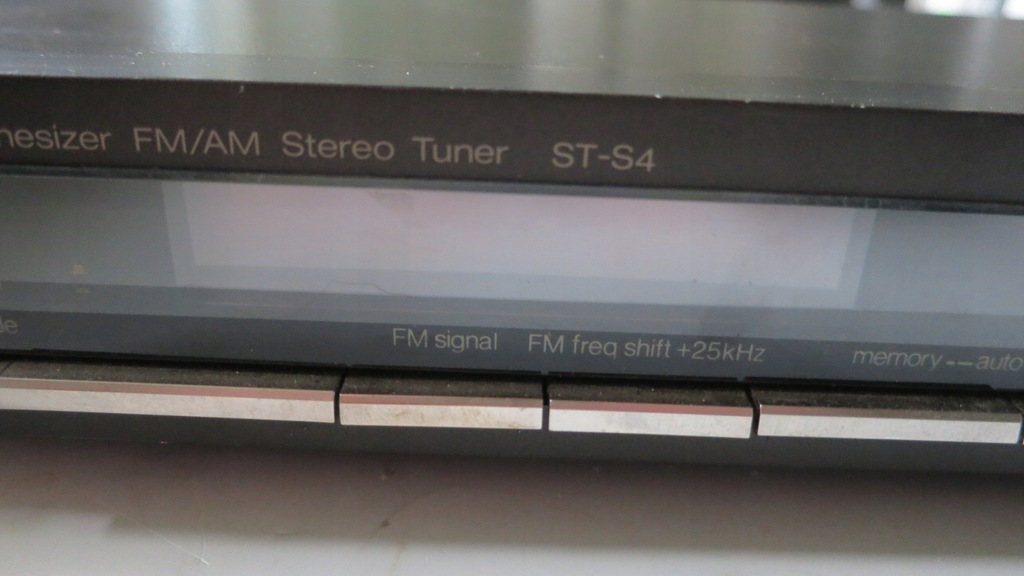 nesizer FM/AM Stereo Tuner ST-S4
FM signal FM freq shift +25kHz memory -- auto